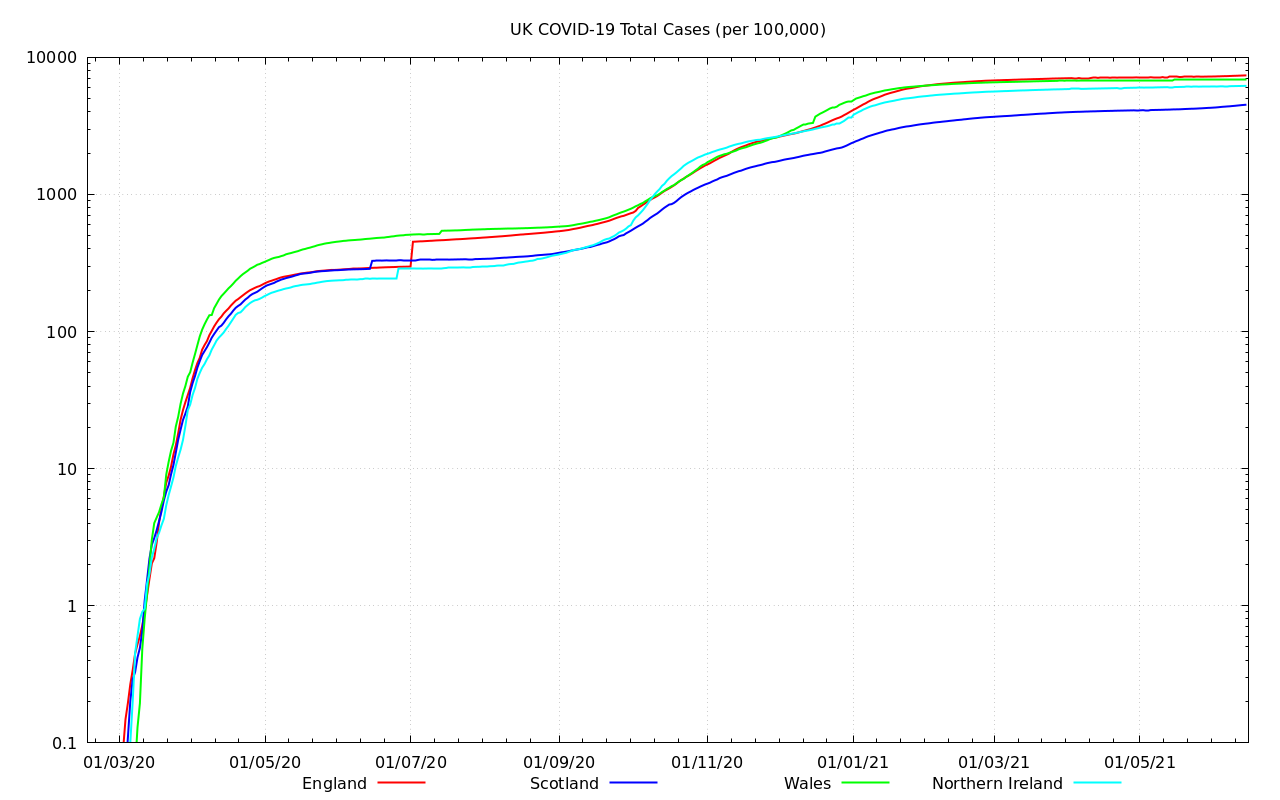 UK COVID-19 Total Cases (per 100,000)
10000
1000
100
10
1
0.1
01/03/20 01/05/20 01/07/20 01/09/20 01/11/20 01/01/21 01/03/21 01/05/21
England Scotland Wales Northern Ireland